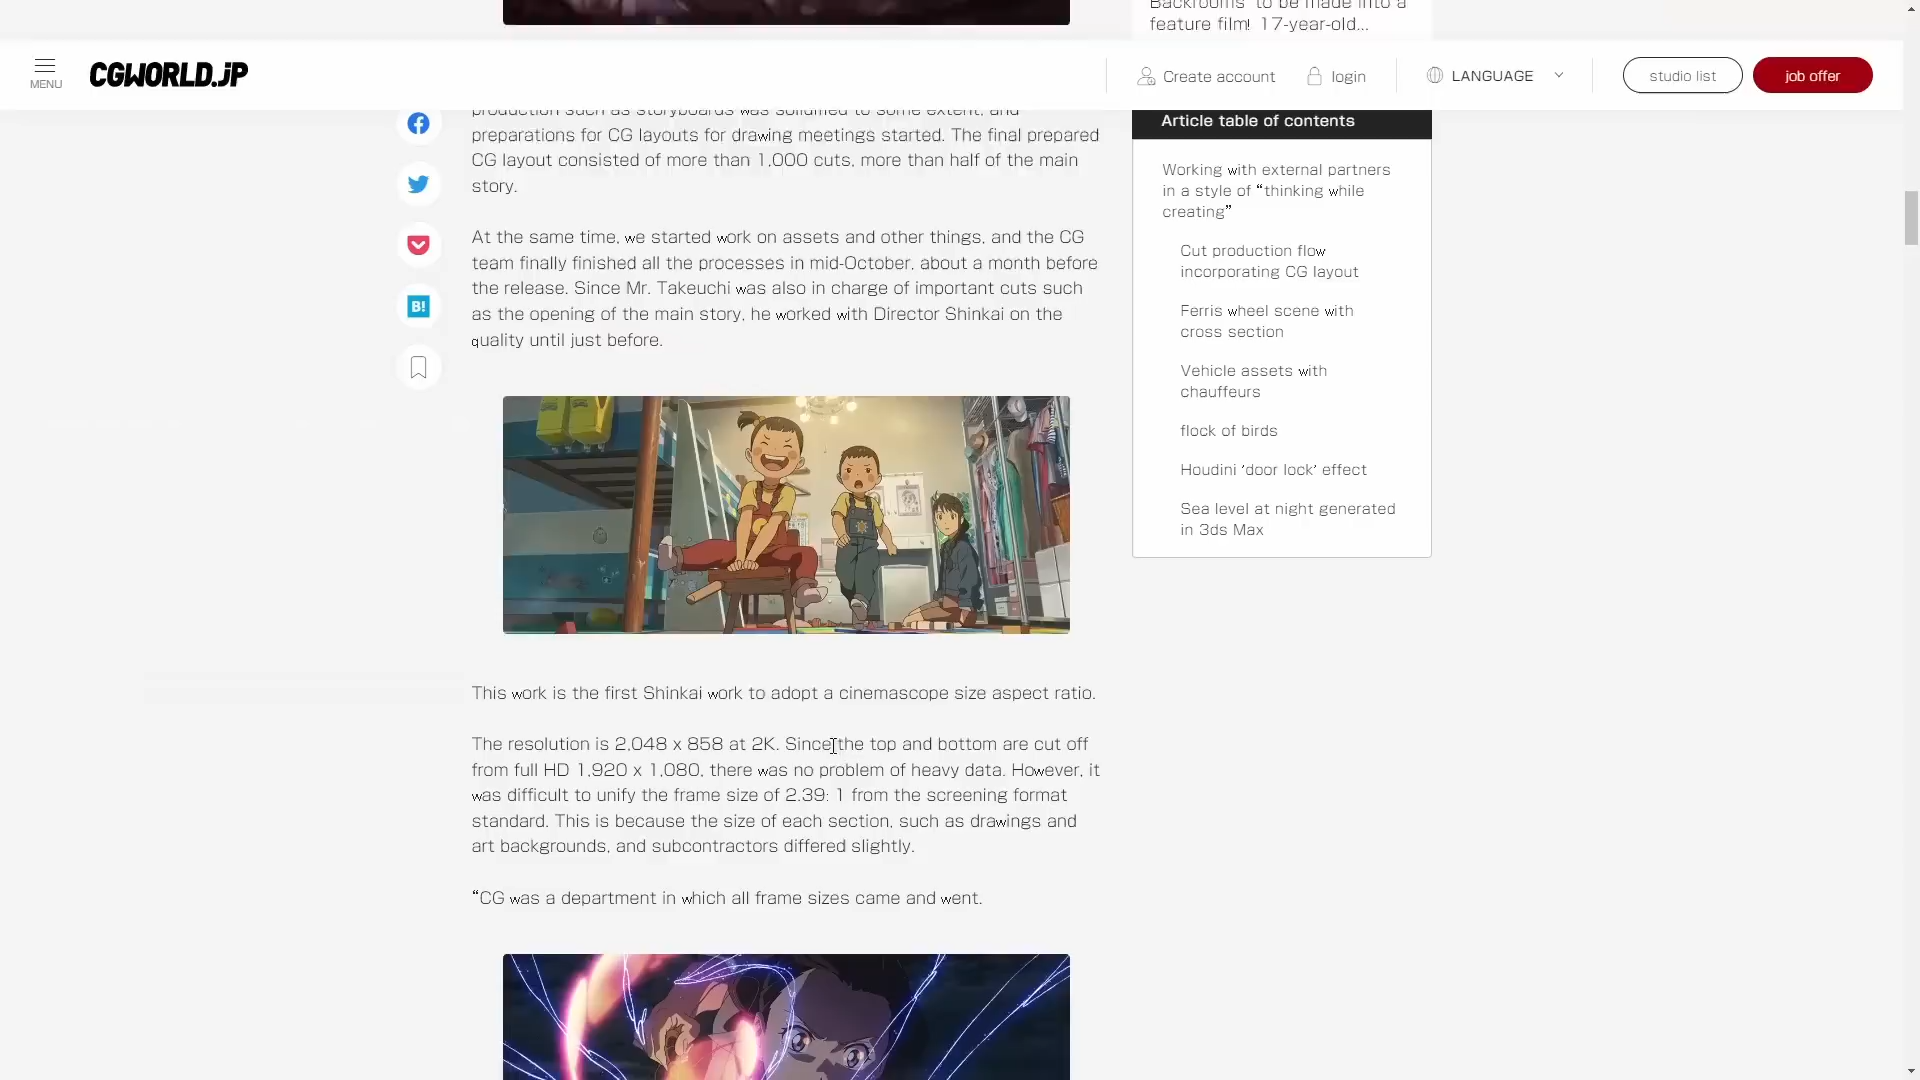 Backrooms' to be made into a
feature film! 17-year-old...
MENU
CGWORLD.JP
Create account
login
LANGUAGE
studio list
job offer
production such as storyboards was solidified to some extent, and
preparations for CG layouts for drawing meetings started. The final prepared
CG layout consisted of more than 1,000 cuts, more than half of the main
story.
At the same time, we started work on assets and other things, and the CG
team finally finished all the processes in mid-October, about a month before
the release. Since Mr. Takeuchi was also in charge of important cuts such
as the opening of the main story, he worked with Director Shinkai on the
quality until just before.
B!
This work is the first Shinkai work to adopt a cinemascope size aspect ratio.
The resolution is 2,048 x 858 at 2K. Since the top and bottom are cut off
from full HD 1,920 x 1,080, there was no problem of heavy data. However, it
was difficult to unify the frame size of 2.39: 1 from the screening format
standard. This is because the size of each section, such as drawings and
art backgrounds, and subcontractors differed slightly.
“CG was a department in which all frame sizes came and went.
Article table of contents
Working with external partners
in a style of “thinking while
creating”
Cut production flow
incorporating CG layout
Ferris wheel scene with
cross section
Vehicle assets with
chauffeurs
flock of birds
Houdini 'door lock' effect
Sea level at night generated
in 3ds Max